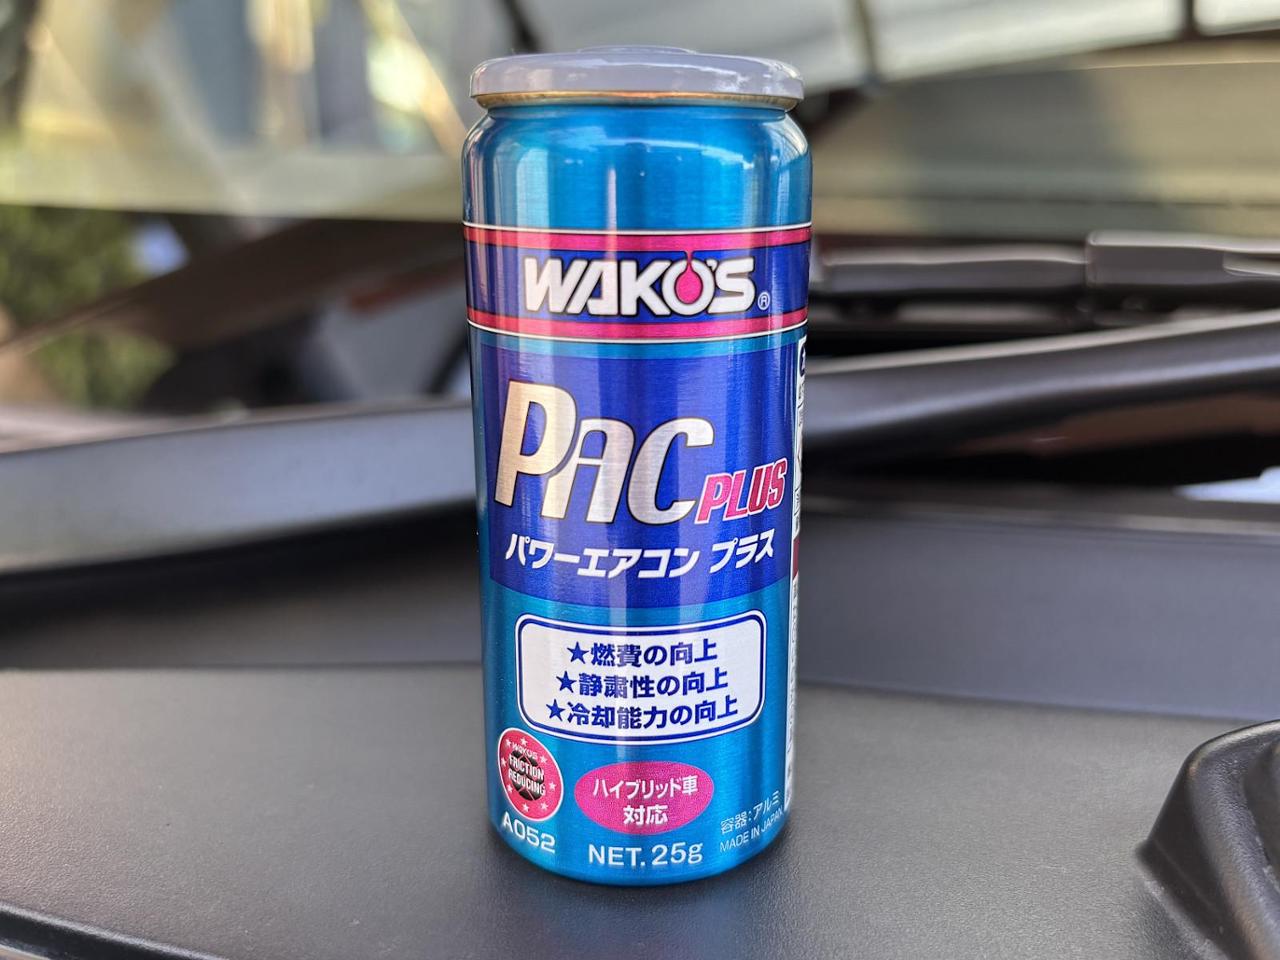 WAKO'S®
PAC PLUS
パワーエアコン プラス
★燃費の向上
★静粛性の向上
★冷却能力の向上
WAKO'S
FRICTION
REDUCING
A052
ハイブリッド車
対応
NET. 25g
容器:アルミ
MADE IN JAPAN